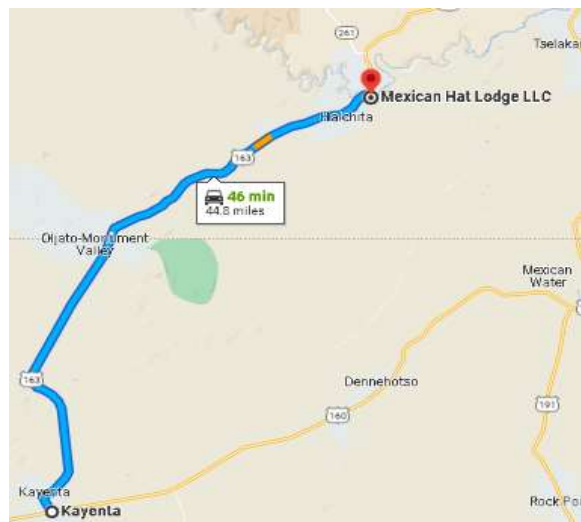 261
Tselakai
Mexican Hat Lodge LLC
Halchita
163
46 min
44.8 miles
Oljato-Monument
Valley
Mexican
Water
163
Dennehotso
191
160
Kayenta
Rock Poi
Kayenta